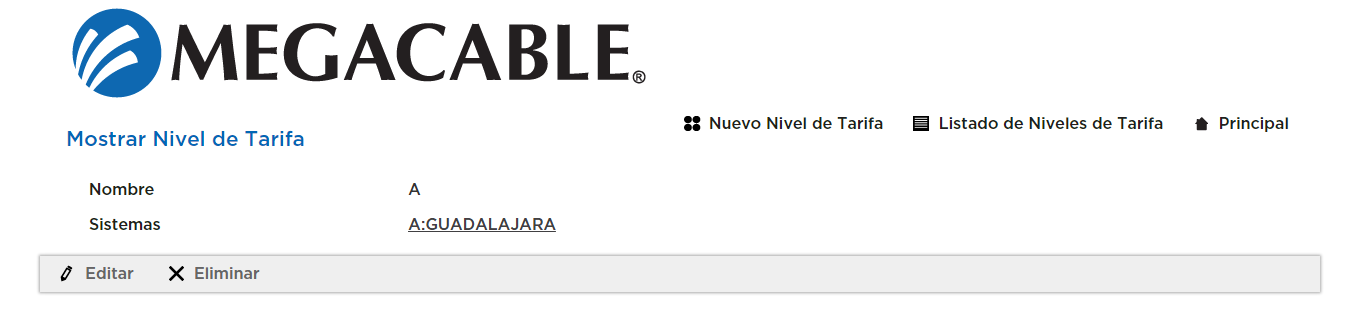 MEGACABLE®
Nuevo Nivel de Tarifa Listado de Niveles de Tarifa Principal
Mostrar Nivel de Tarifa
Nombre A
Sistemas A:GUADALAJARA
Editar Eliminar